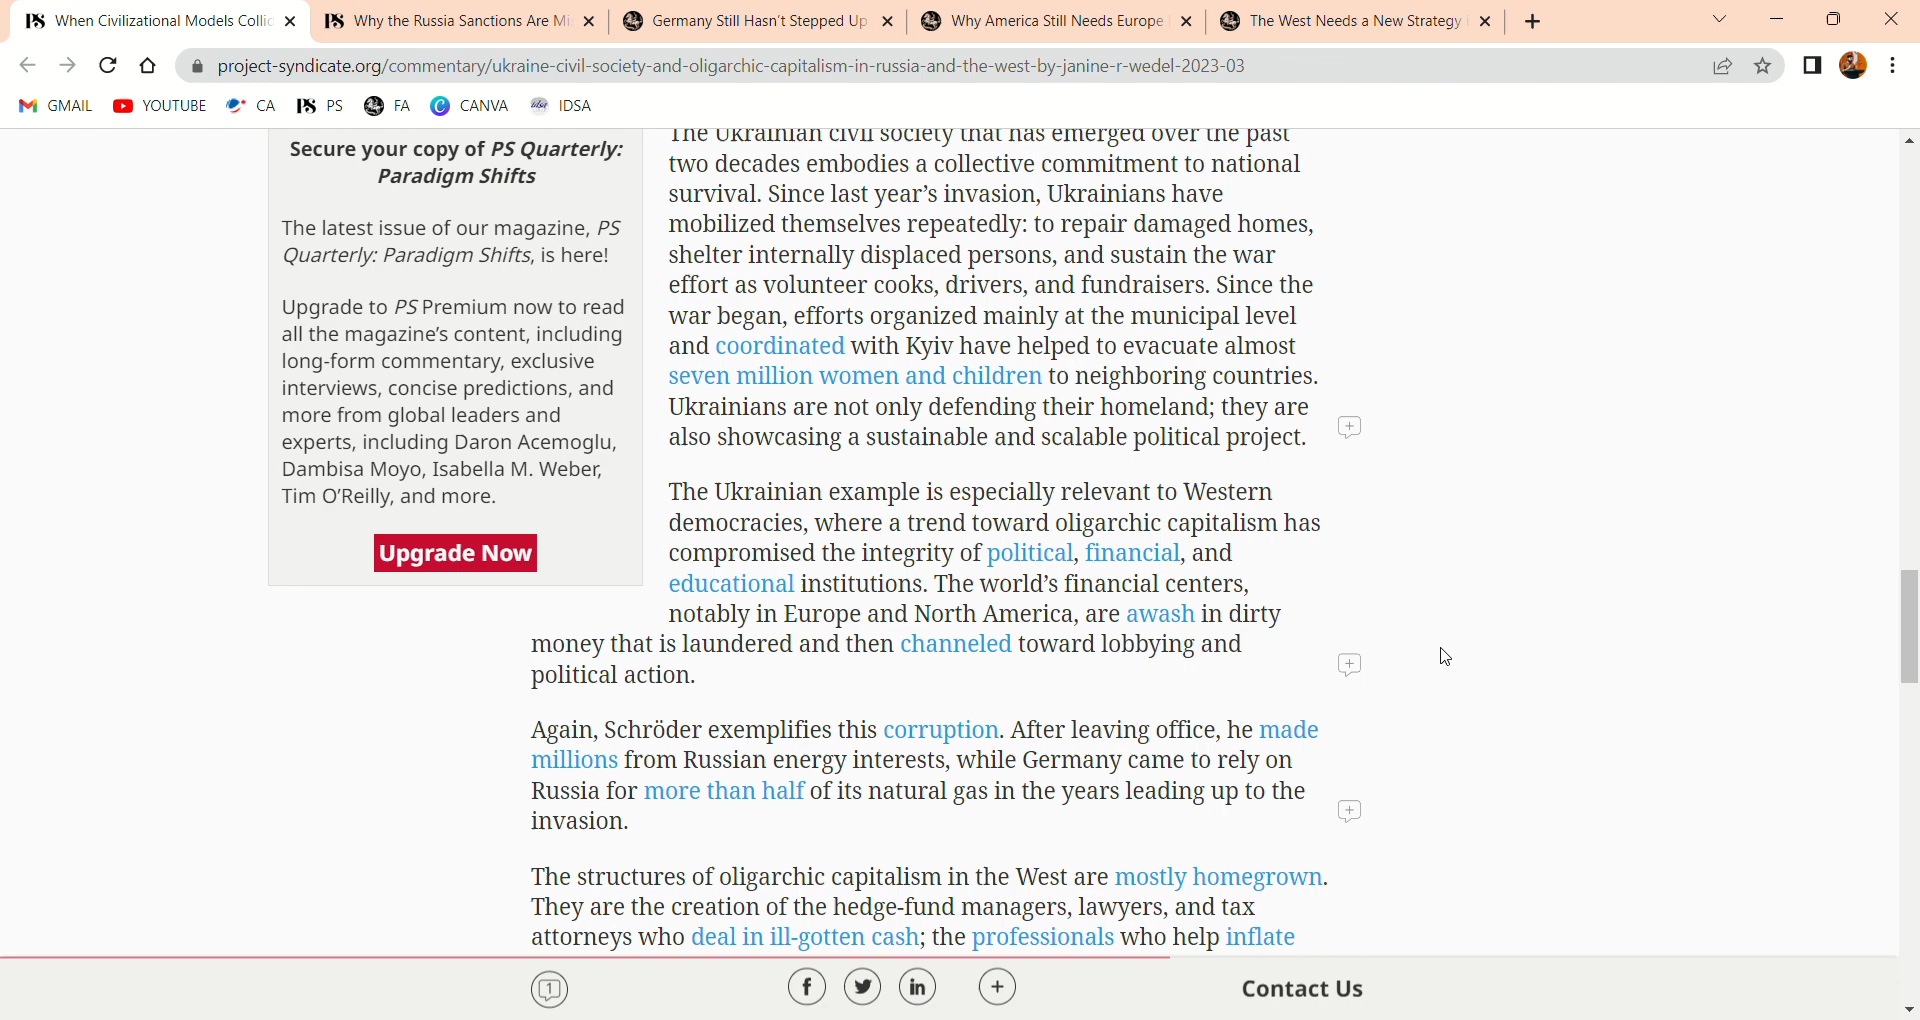 When Civilizational Models Collic
Why the Russia Sanctions Are Mi
Germany Still Hasn't Stepped Up
Why America Still Needs Europe
The West Needs a New Strategy i
project-syndicate.org/commentary/ukraine-civil-society-and-oligarchic-capitalism-in-russia-and-the-west-by-janine-r-wedel-2023-03
GMAIL YOUTUBE CA PS FA CANVA IDSA
Secure your copy of PS Quarterly:
Paradigm Shifts
The latest issue of our magazine, PS
Quarterly: Paradigm Shifts, is here!
Upgrade to PS Premium now to read
all the magazine's content, including
long-form commentary, exclusive
interviews, concise predictions, and
more from global leaders and
experts, including Daron Acemoglu,
Dambisa Moyo, Isabella M. Weber,
Tim O'Reilly, and more.
Upgrade Now
The Ukrainian civil society that has emerged over the past
two decades embodies a collective commitment to national
survival. Since last year's invasion, Ukrainians have
mobilized themselves repeatedly: to repair damaged homes,
shelter internally displaced persons, and sustain the war
effort as volunteer cooks, drivers, and fundraisers. Since the
war began, efforts organized mainly at the municipal level
and coordinated with Kyiv have helped to evacuate almost
seven million women and children to neighboring countries.
Ukrainians are not only defending their homeland; they are
also showcasing a sustainable and scalable political project.
The Ukrainian example is especially relevant to Western
democracies, where a trend toward oligarchic capitalism has
compromised the integrity of political, financial, and
educational institutions. The world's financial centers,
notably in Europe and North America, are awash in dirty
money that is laundered and then channeled toward lobbying and
political action.
Again, Schröder exemplifies this corruption. After leaving office, he made
millions from Russian energy interests, while Germany came to rely on
Russia for more than half of its natural gas in the years leading up to the
invasion.
The structures of oligarchic capitalism in the West are mostly homegrown.
They are the creation of the hedge-fund managers, lawyers, and tax
attorneys who deal in ill-gotten cash; the professionals who help inflate
1
Contact Us